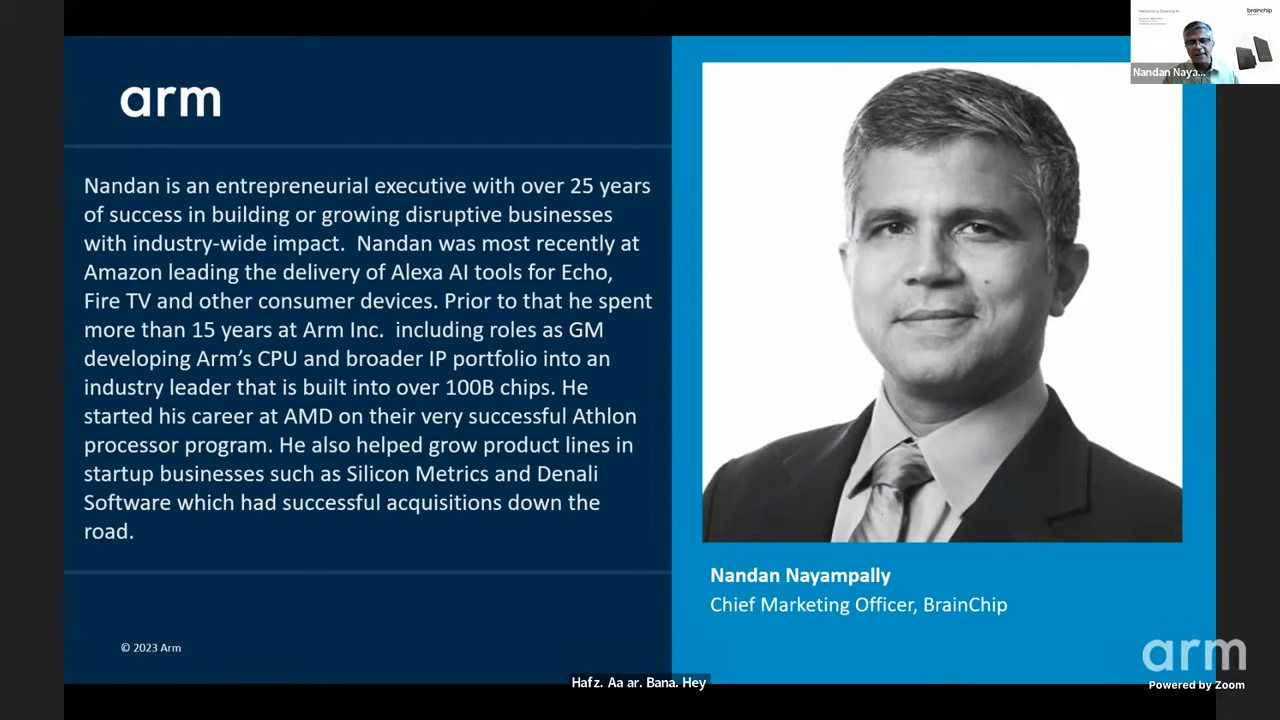 arm
Nandan is an entrepreneurial executive with over 25 years
of success in building or growing disruptive businesses
with industry-wide impact.  Nandan was most recently at
Amazon leading the delivery of Alexa AI tools for Echo,
Fire TV and other consumer devices. Prior to that he spent
more than 15 years at Arm Inc.  including roles as GM
developing Arm’s CPU and broader IP portfolio into an
industry leader that is built into over 100B chips. He
started his career at AMD on their very successful Athlon
processor program. He also helped grow product lines in
startup businesses such as Silicon Metrics and Denali
Software which had successful acquisitions down the
road.
© 2023 Arm
brainchip
Nandan Naya...
Nandan Nayampally
Chief Marketing Officer, BrainChip
arm
Powered by Zoom
Hafz. Aa ar. Bana. Hey